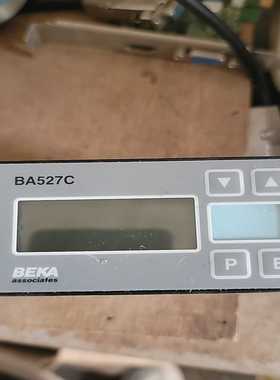 BA527C
BEKA
associates
P
E